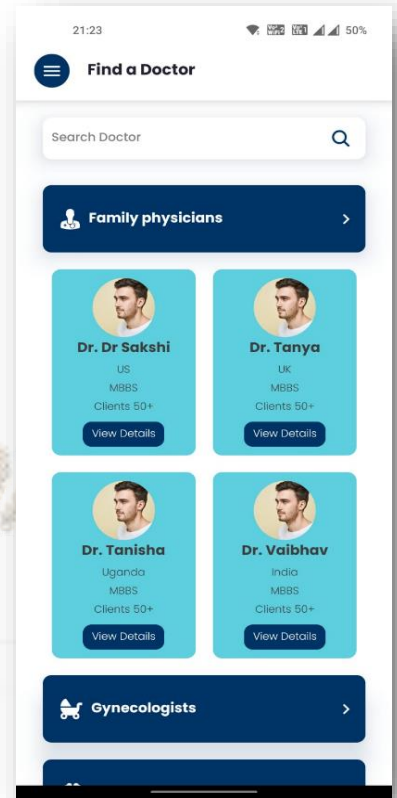 21:23
50%
Find a Doctor
Search Doctor
Family physicians
Dr. Dr Sakshi
US
MBBS
Clients 50+
View Details
Dr. Tanya
UK
MBBS
Clients 50+
View Details
Dr. Tanisha
Uganda
MBBS
Clients 50+
View Details
Dr. Vaibhav
India
MBBS
Clients 50+
View Details
Gynecologists